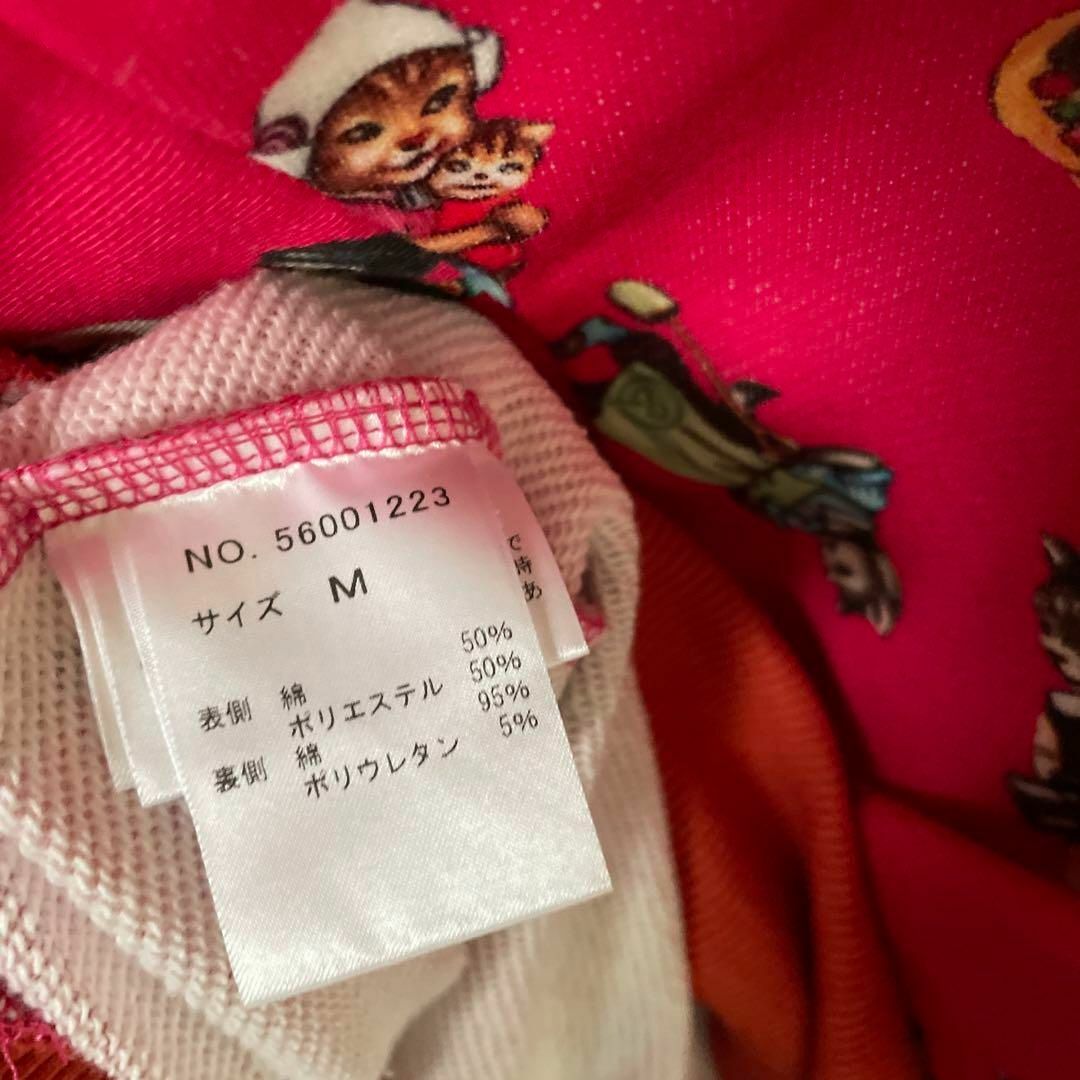 NO. 56001223
サイズ M
表側 綿 50%
ポリエステル 50%
裏側 綿 95%
ポリウレタン 5%
で
時
あ